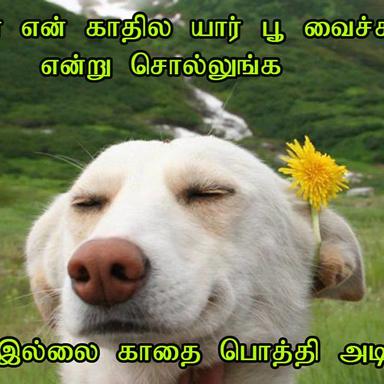 என் காதில யார் பூ
என்று சொல்லுங்க
இல்லை காதை பொத்தி